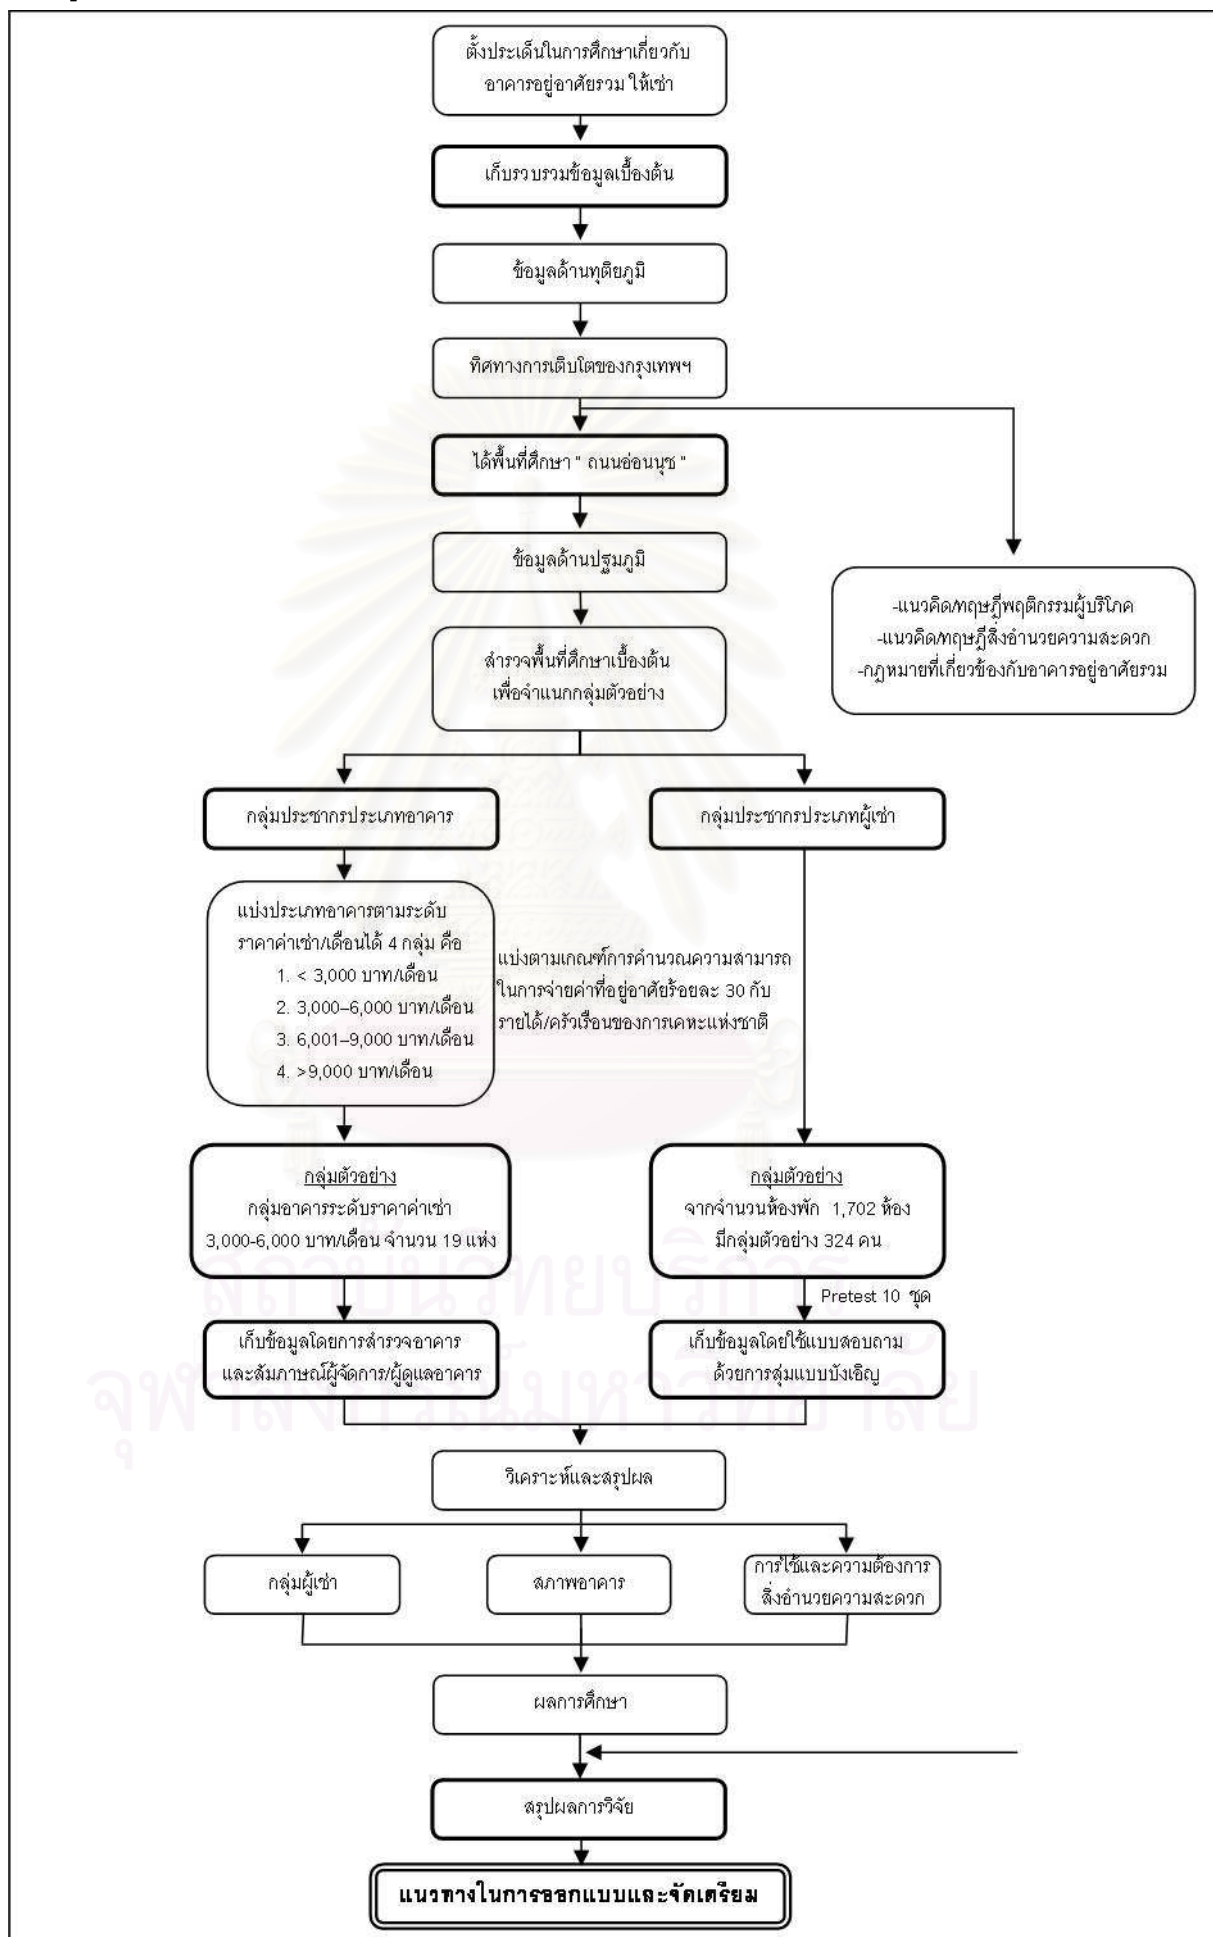 ตั้งประเด็นในการศึกษาเกี่ยวกับ
อาคารอยู่อาศัยรวม ให้เช่า
เก็บรวบรวมข้อมูลเบื้องต้น
ข้อมูลด้านทุติยภูมิ
ทิศทางการเติบโตของกรุงเทพฯ
ได้พื้นที่ศึกษา " ถนนอ่อนนุช "
ข้อมูลด้านปฐมภูมิ
-แนวคิด/ทฤษฎีพฤติกรรมผู้บริโภค
-แนวคิด/ทฤษฎีสิ่งอำนวยความสะดวก
-กฎหมายที่เกี่ยวข้องกับอาคารอยู่อาศัยรวม
สำรวจพื้นที่ศึกษาเบื้องต้น
เพื่อจำแนกกลุ่มตัวอย่าง
กลุ่มประชากรประเภทอาคาร
กลุ่มประชากรประเภทผู้เช่า
แบ่งประเภทอาคารตามระดับ
ราคาค่าเช่า/เดือนได้ 4 กลุ่ม คือ
1. < 3,000 บาท/เดือน
2. 3,000–6,000 บาท/เดือน
3. 6,001–9,000 บาท/เดือน
4. >9,000 บาท/เดือน
แบ่งตามเกณฑ์การคำนวณความสามารถ
ในการจ่ายค่าที่อยู่อาศัยร้อยละ 30 กับ
รายได้/ครัวเรือนของการเคหะแห่งชาติ
กลุ่มตัวอย่าง
กลุ่มอาคารระดับราคาค่าเช่า
3,000-6,000 บาท/เดือน จำนวน 19 แห่ง
กลุ่มตัวอย่าง
จากจำนวนห้องพัก 1,702 ห้อง
มีกลุ่มตัวอย่าง 324 คน
Pretest 10 ชุด
เก็บข้อมูลโดยการสำรวจอาคาร
และสัมภาษณ์ผู้จัดการ/ผู้ดูแลอาคาร
เก็บข้อมูลโดยใช้แบบสอบถาม
ด้วยการสุ่มแบบบังเอิญ
สถาบันวิทยบริการ
จุฬาลงกรณ์มหาวิทยาลัย
วิเคราะห์และสรุปผล
กลุ่มผู้เช่า
สภาพอาคาร
การใช้และความต้องการ
สิ่งอำนวยความสะดวก
ผลการศึกษา
สรุปผลการวิจัย
แนวทางในการออกแบบและจัดเตรียม